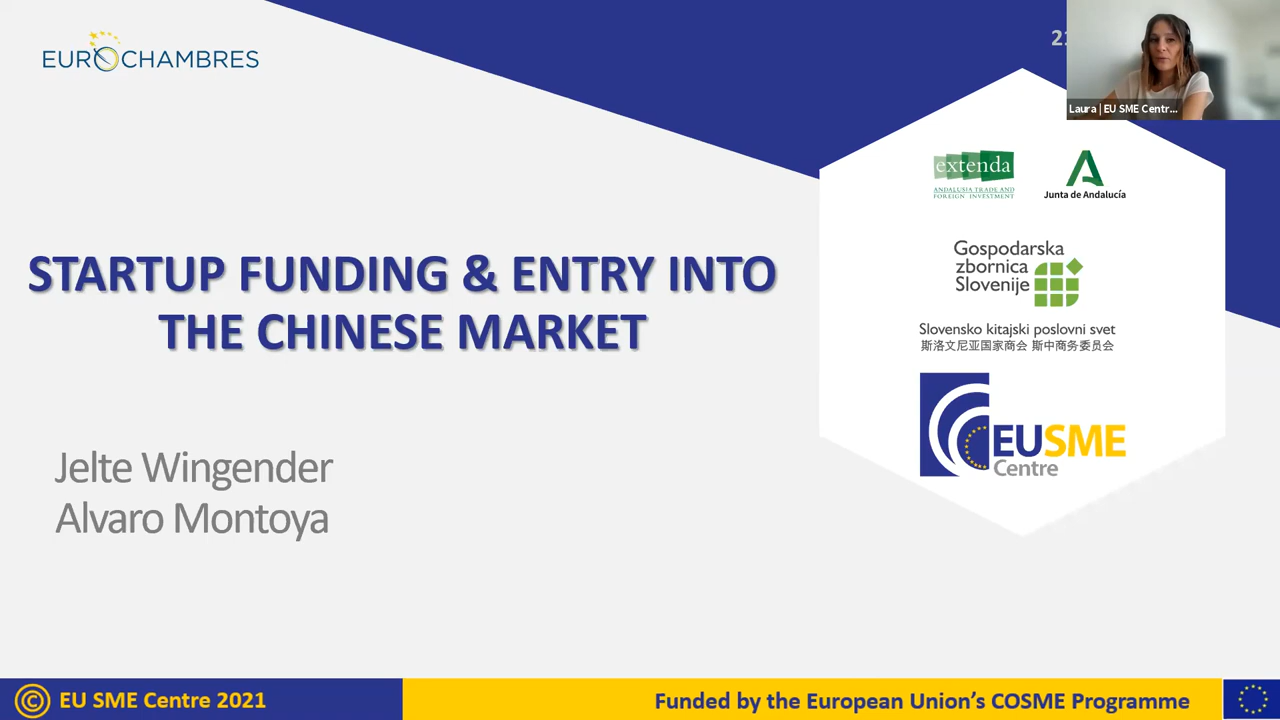 EUROCHAMBRES
21
Laura | EU SME Centr...
extenda
ANDALUSIA TRADE AND
FOREIGN INVESTMENT
Junta de Andalucía
Gospodarska
zbornica
Slovenije
Slovensko kitajski poslovni svet
斯洛文尼亚国家商会 斯中商务委员会
EUSME
Centre
STARTUP FUNDING & ENTRY INTO
THE CHINESE MARKET
Jelte Wingender
Alvaro Montoya
© EU SME Centre 2021
Funded by the European Union's COSME Programme